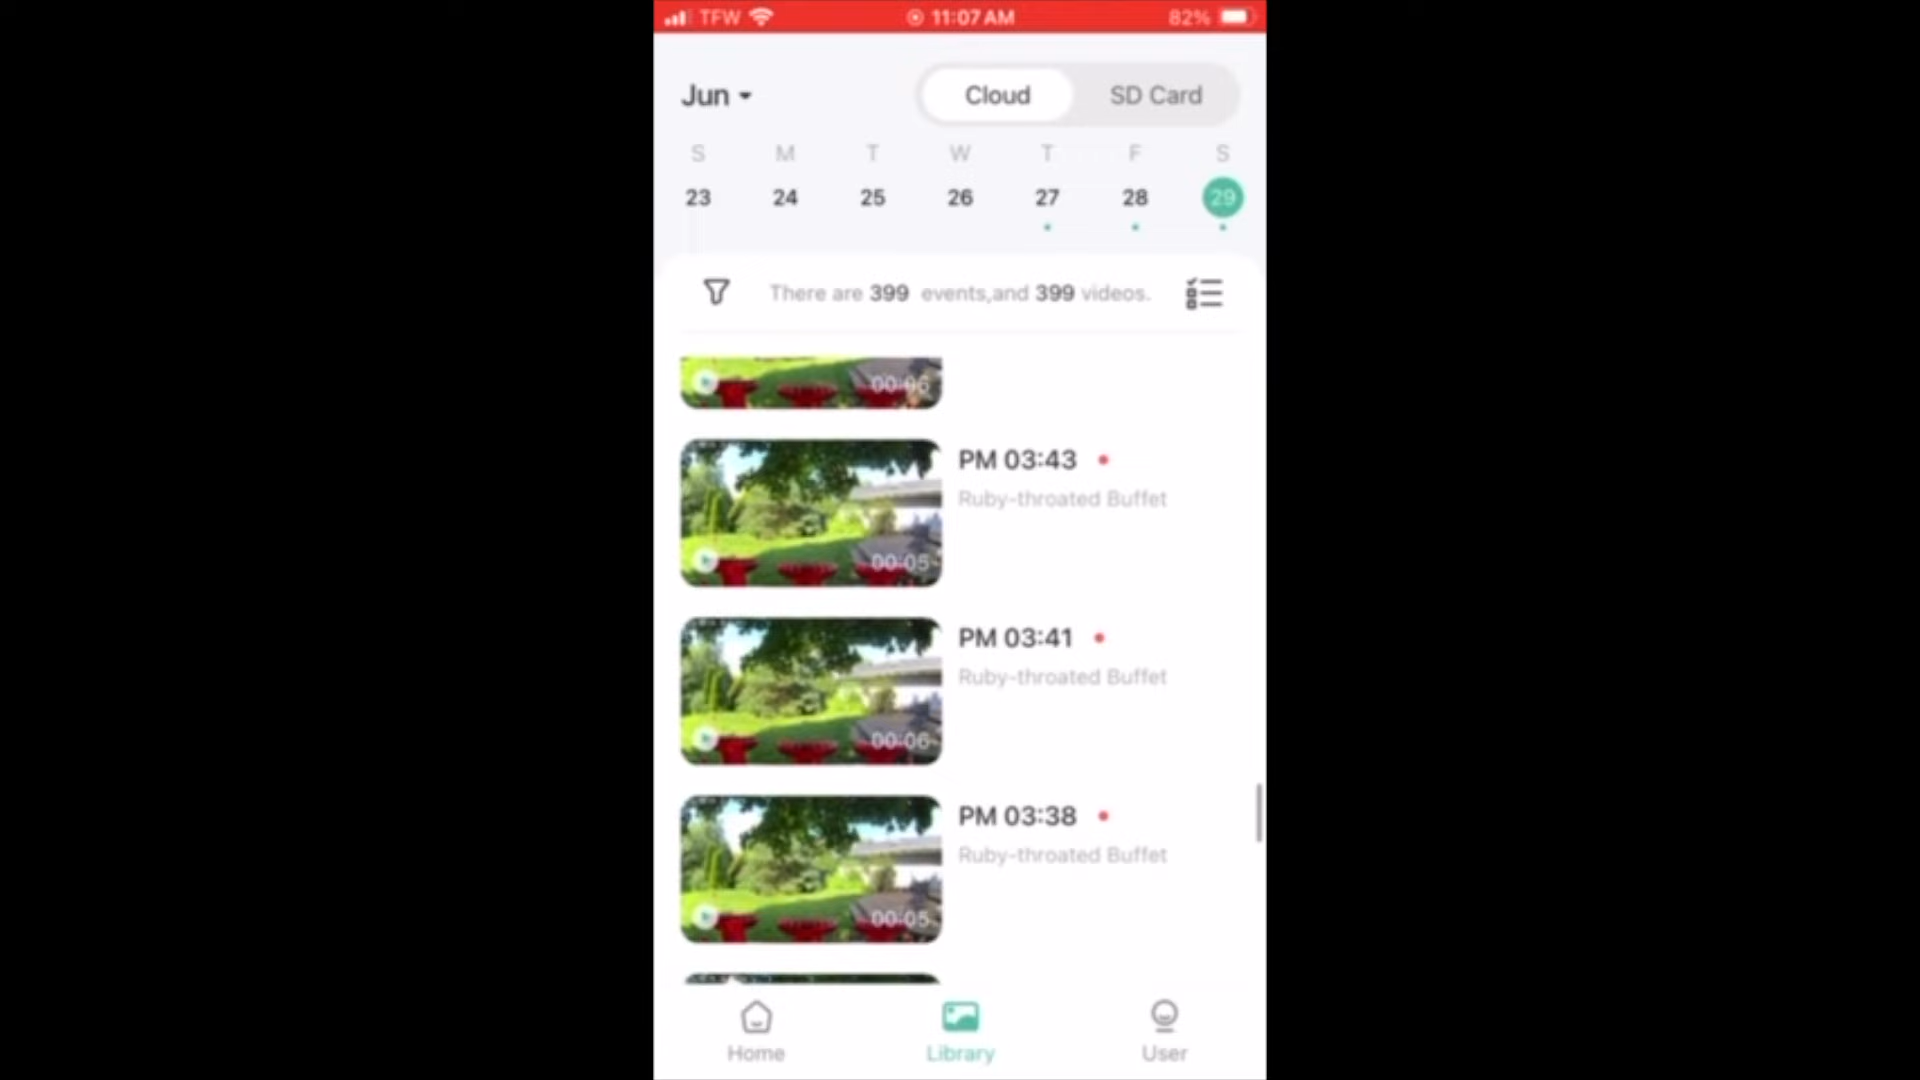 TFW 11:07 AM 82%
Jun Cloud SD Card
S M T W T F S
23 24 25 26 27 28 29
There are 399 events,and 399 videos.
00:06
PM 03:43
Ruby-throated Buffet
00:05
PM 03:41
Ruby-throated Buffet
00:06
PM 03:38
Ruby-throated Buffet
00:05
Home Library User